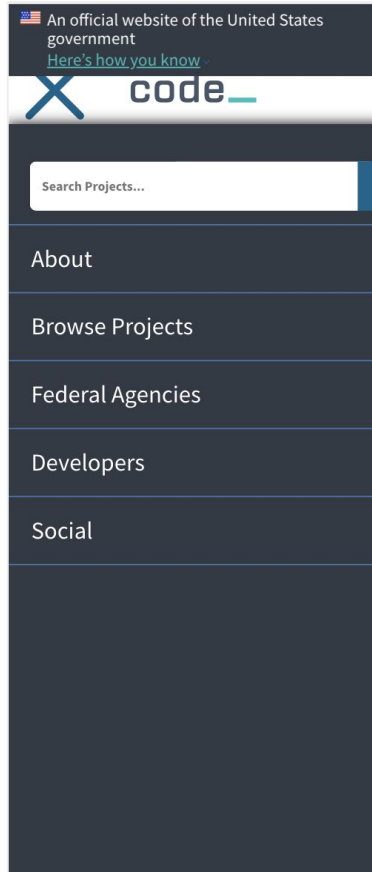 An official website of the United States
government
Here's how you know
code_
Search Projects...
About
Browse Projects
Federal Agencies
Developers
Social